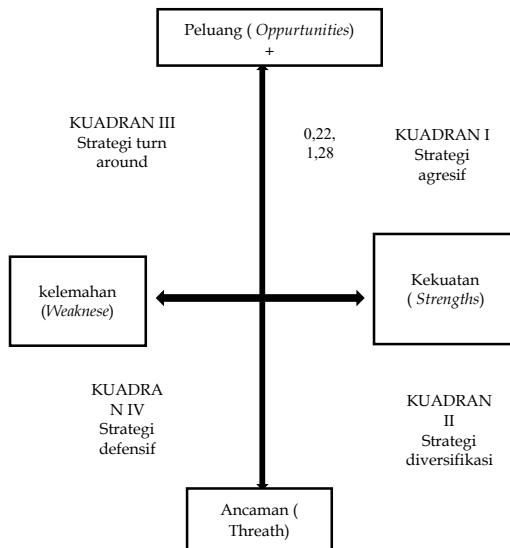 Peluang ( Oppurtunities)
+
KUADRAN III
Strategi turn
around
0,22,
1,28
KUADRAN I
Strategi
agresif
kelemahan
(Weaknese)
Kekuatan
( Strengths)
KUADRA
N IV
Strategi
defensif
KUADRAN
II
Strategi
diversifikasi
Ancaman (
Threath)